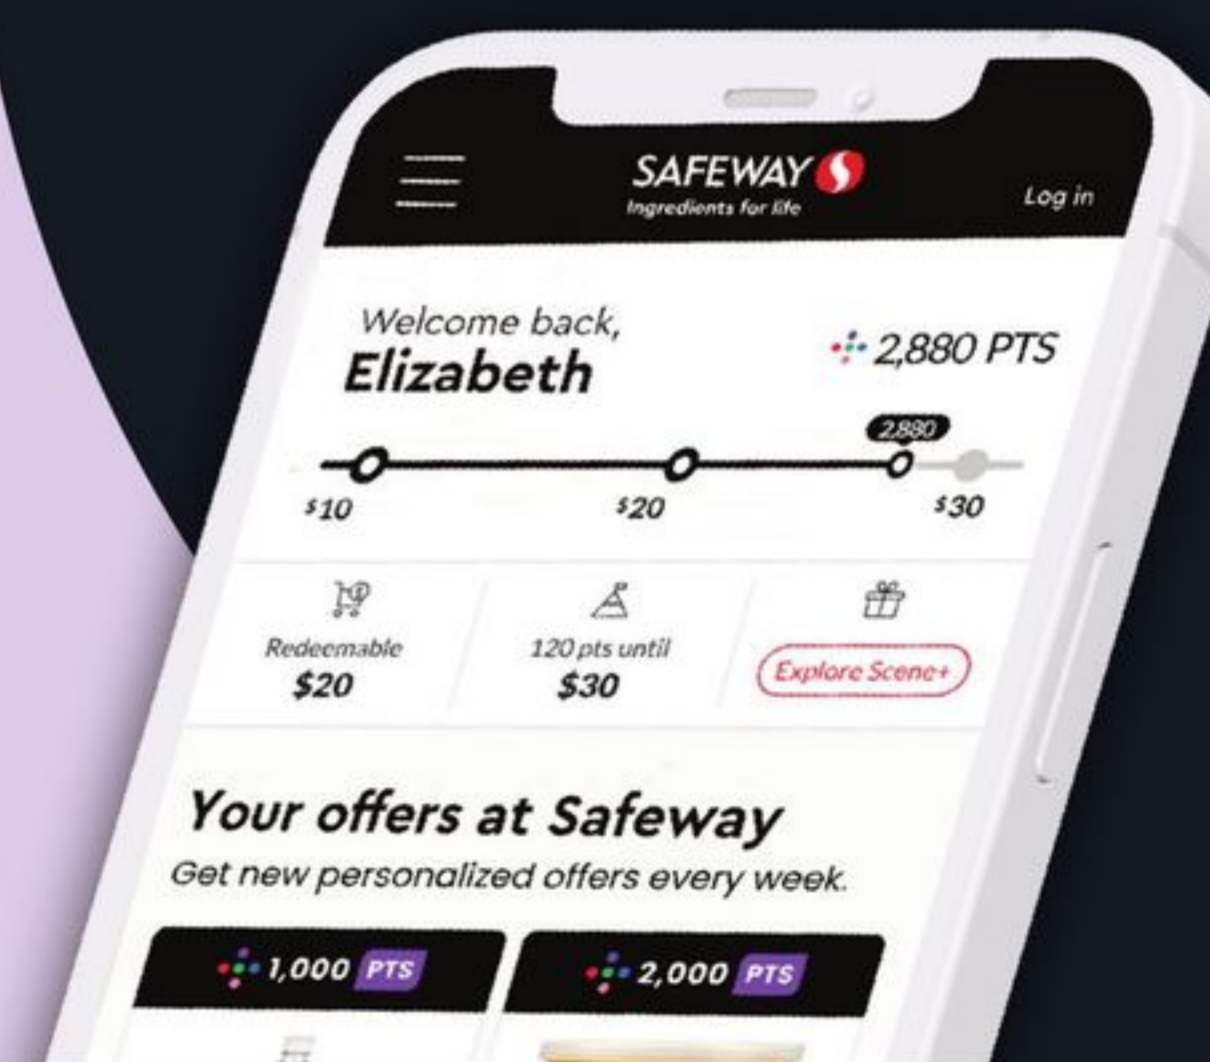 SAFEWAY
Ingredients for life
Log in
Welcome back,
Elizabeth
2,880 PTS
2,880
$10
$20
$30
Redeemable
$20
120 pts until
$30
Explore Scene+
Your offers at Safeway
Get new personalized offers every week.
1,000 PTS
2,000 PTS